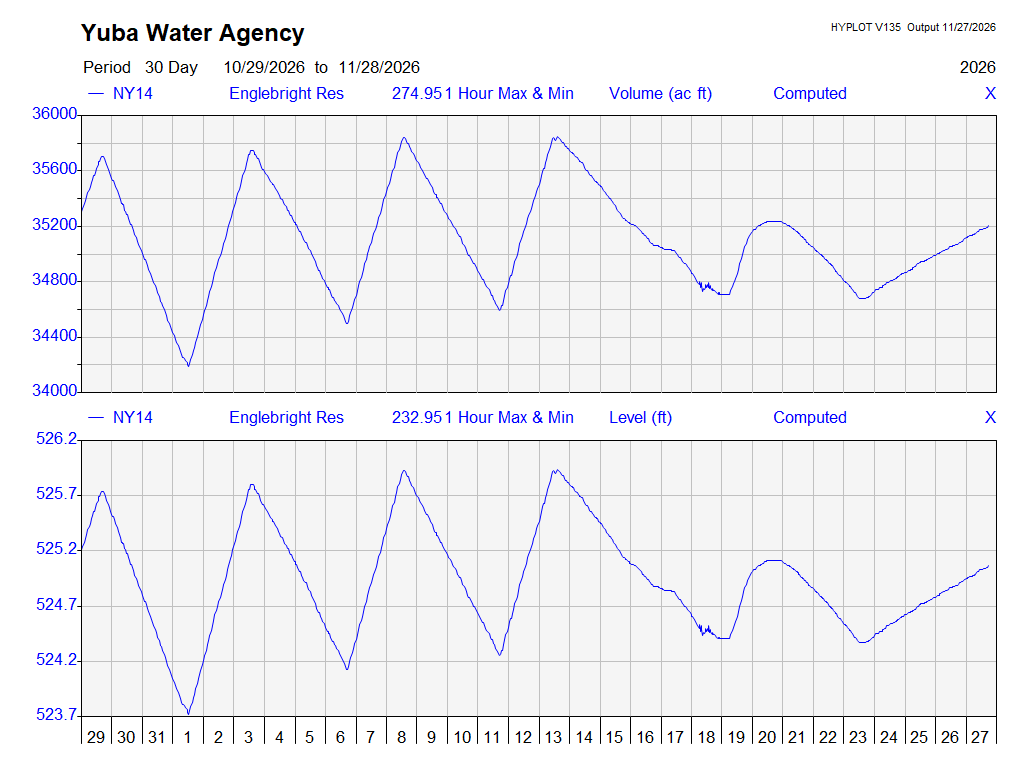 Yuba Water Agency
HYPLOT V135 Output 11/27/2026
Period 30 Day 10/29/2026 to 11/28/2026 2026
NY14 Englebright Res 274.951 Hour Max & Min Volume (ac ft) Computed X
36000
35600
35200
34800
34400
34000
NY14 Englebright Res 232.951 Hour Max & Min Level (ft) Computed X
526.2
525.7
525.2
524.7
524.2
523.7
29 30 31 1 2 3 4 5 6 7 8 9 10 11 12 13 14 15 16 17 18 19 20 21 22 23 24 25 26 27